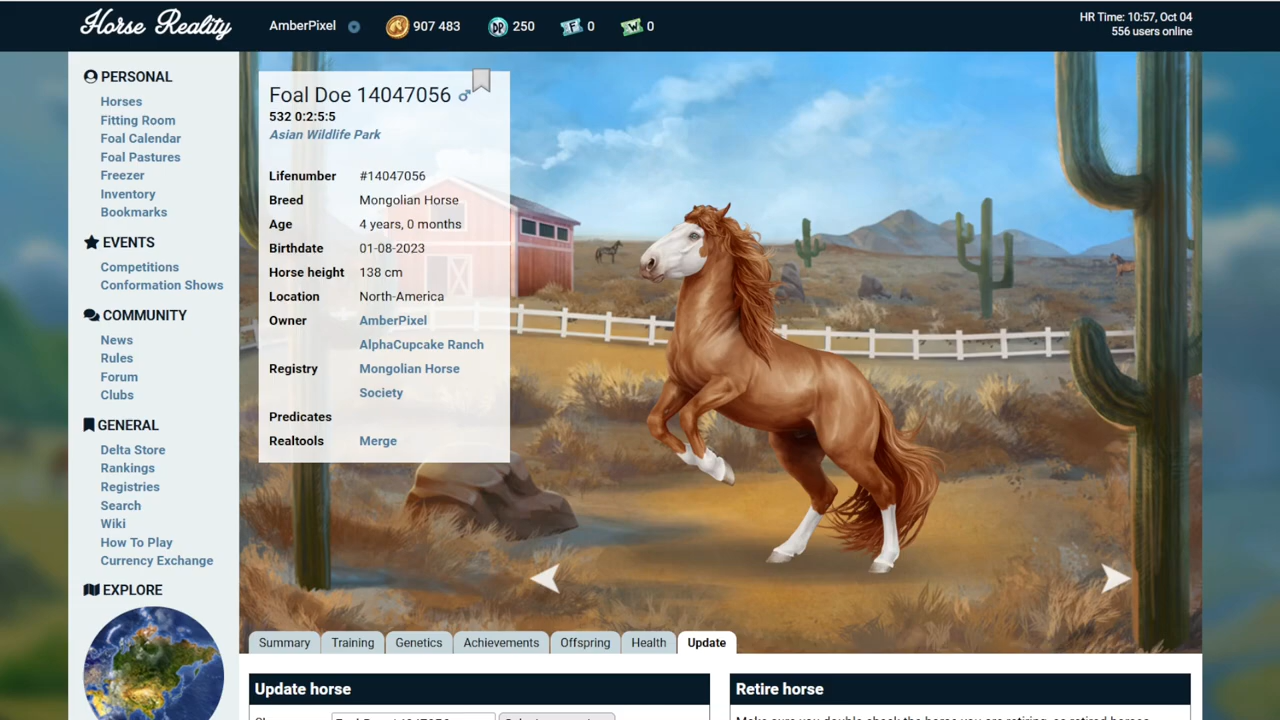 Horse Reality
AmberPixel
907 483
DP
250
F
0
W
0
HR Time: 10:57, Oct 04
556 users online
PERSONAL
Horses
Fitting Room
Foal Calendar
Foal Pastures
Freezer
Inventory
Bookmarks
EVENTS
Competitions
Conformation Shows
COMMUNITY
News
Rules
Forum
Clubs
GENERAL
Delta Store
Rankings
Registries
Search
Wiki
How To Play
Currency Exchange
EXPLORE
Foal Doe 14047056 ♂
532 0:2:5:5
Asian Wildlife Park
Lifenumber #14047056
Breed Mongolian Horse
Age 4 years, 0 months
Birthdate 01-08-2023
Horse height 138 cm
Location North-America
Owner AmberPixel
AlphaCupcake Ranch
Registry Mongolian Horse
Society
Predicates
Realtools Merge
Summary Training Genetics Achievements Offspring Health Update
Update horse
Retire horse